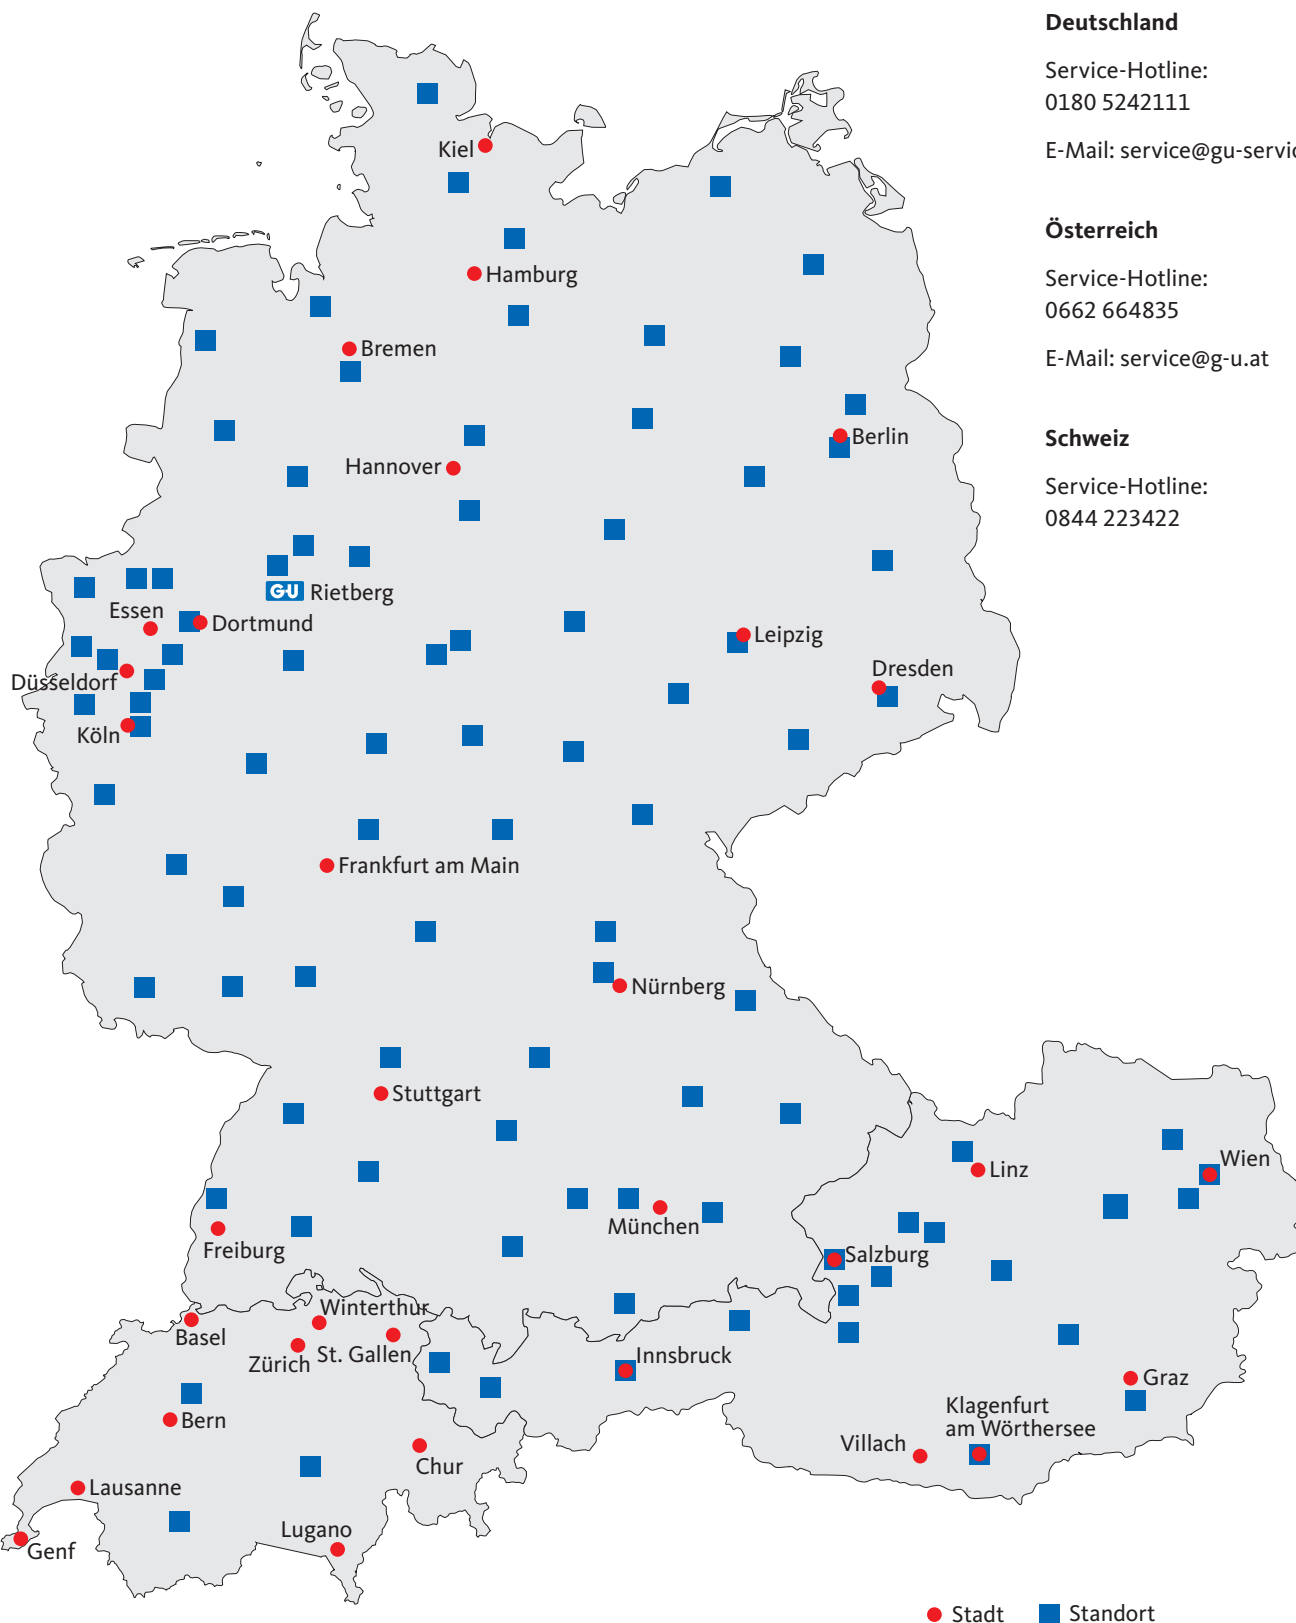 Deutschland
Service-Hotline:
0180 5242111
E-Mail: service@gu-servic
Österreich
Service-Hotline:
0662 664835
E-Mail: service@g-u.at
Schweiz
Service-Hotline:
0844 223422
Kiel
Hamburg
Bremen
Berlin
Hannover
G-U Rietberg
Essen
Dortmund
Leipzig
Dresden
Düsseldorf
Köln
Frankfurt am Main
Nürnberg
Stuttgart
Linz
Wien
München
Freiburg
Salzburg
Winterthur
Basel
Zürich
St. Gallen
Innsbruck
Graz
Klagenfurt
am Wörthersee
Bern
Villach
Chur
Lausanne
Lugano
Genf
Stadt
Standort